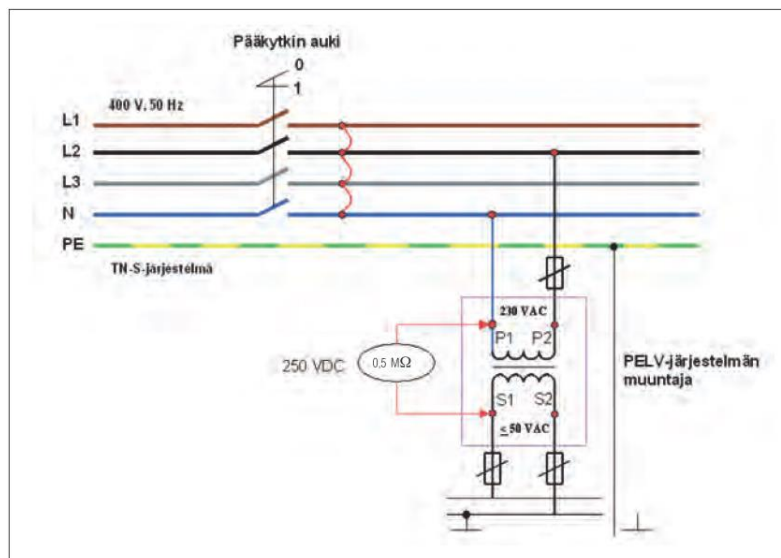 Pääkytkin auki
0
1
400 V, 50 Hz
L1
L2
L3
N
PE
TN-S-järjestelmä
230 VAC
P1 P2
250 VDC
0,5 MΩ
PELV-järjestelmän
muuntaja
S1 S2
≤ 50 VAC